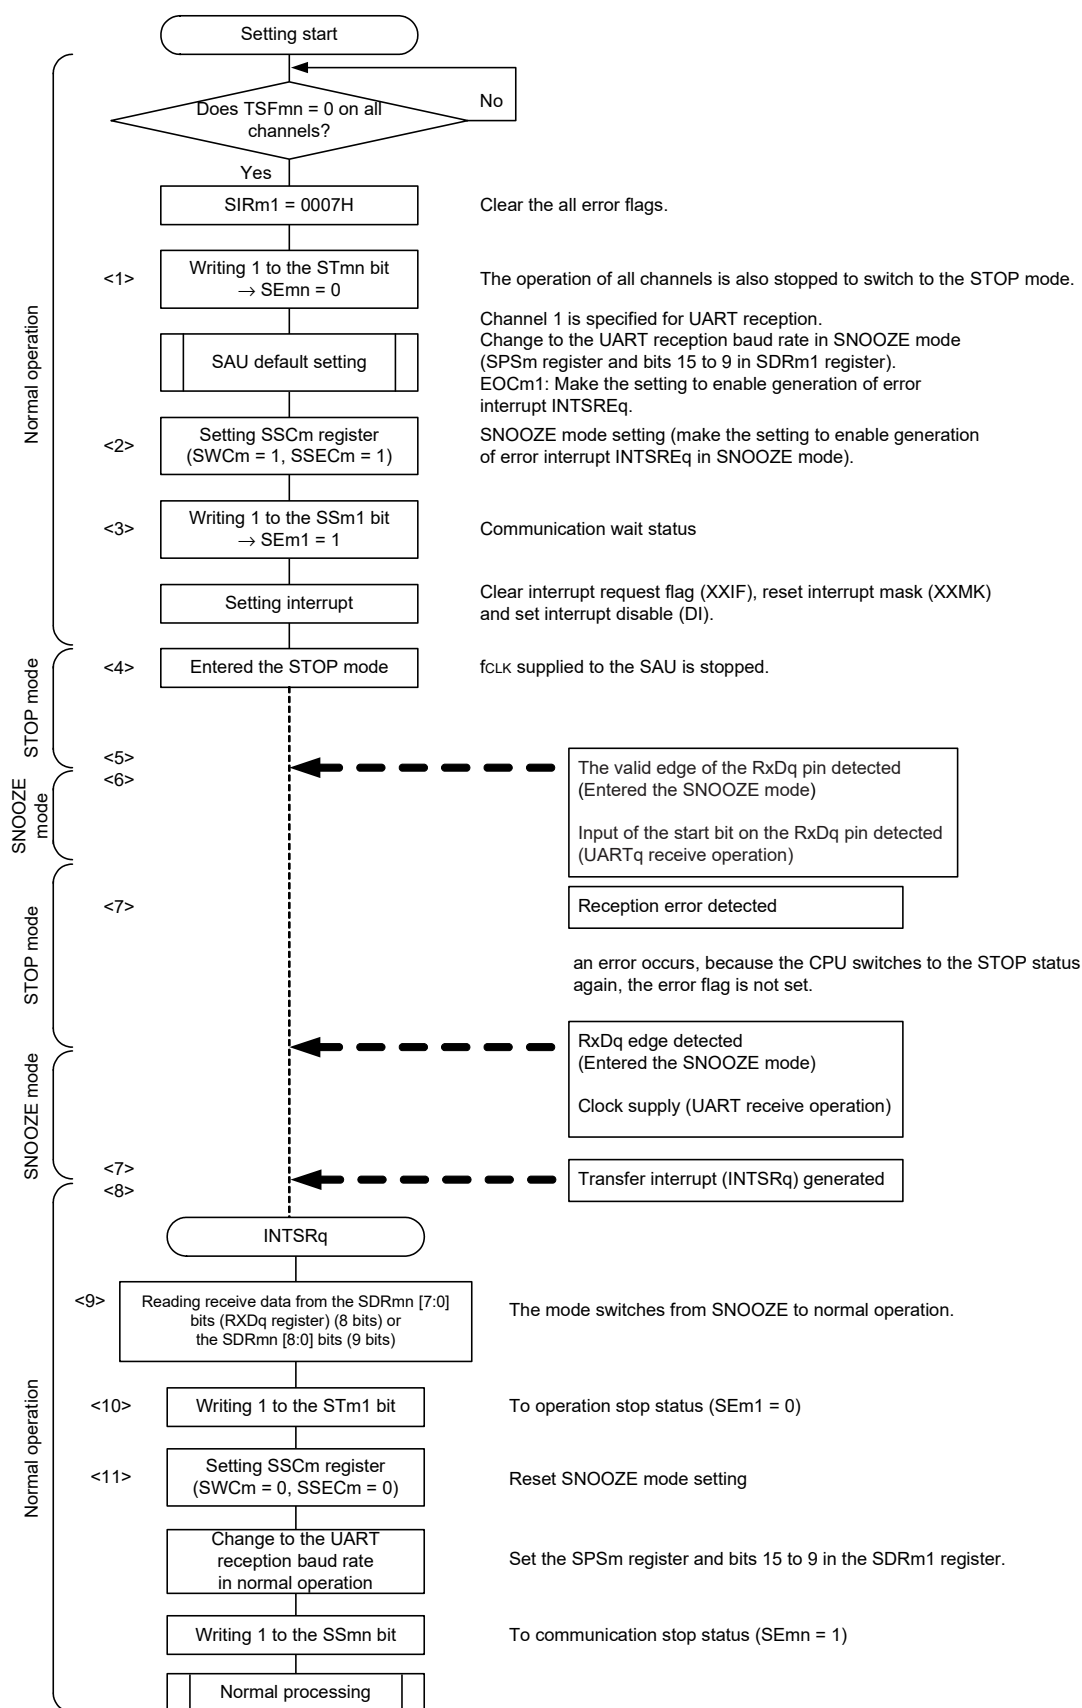 Setting start
Does TSFmn = 0 on all
channels?
No
Yes
SIRm1 = 0007H
Clear the all error flags.
<1>
Writing 1 to the STmn bit
→ SEmn = 0
The operation of all channels is also stopped to switch to the STOP mode.
Normal operation
SAU default setting
Channel 1 is specified for UART reception.
Change to the UART reception baud rate in SNOOZE mode
(SPSm register and bits 15 to 9 in SDRm1 register).
EOCm1: Make the setting to enable generation of error
interrupt INTSREq.
<2>
Setting SSCm register
(SWCm = 1, SSECm = 1)
SNOOZE mode setting (make the setting to enable generation
of error interrupt INTSREq in SNOOZE mode).
<3>
Writing 1 to the SSm1 bit
→ SEm1 = 1
Communication wait status
Setting interrupt
Clear interrupt request flag (XXIF), reset interrupt mask (XXMK)
and set interrupt disable (DI).
STOP mode
<4>
Entered the STOP mode
fCLK supplied to the SAU is stopped.
<5>
<6>
SNOOZE
mode
The valid edge of the RxDq pin detected
(Entered the SNOOZE mode)
Input of the start bit on the RxDq pin detected
(UARTq receive operation)
STOP mode
<7>
Reception error detected
an error occurs, because the CPU switches to the STOP status
again, the error flag is not set.
SNOOZE mode
RxDq edge detected
(Entered the SNOOZE mode)
Clock supply (UART receive operation)
<7>
<8>
Transfer interrupt (INTSRq) generated
Normal operation
INTSRq
<9>
Reading receive data from the SDRmn [7:0]
bits (RXDq register) (8 bits) or
the SDRmn [8:0] bits (9 bits)
The mode switches from SNOOZE to normal operation.
<10>
Writing 1 to the STm1 bit
To operation stop status (SEm1 = 0)
<11>
Setting SSCm register
(SWCm = 0, SSECm = 0)
Reset SNOOZE mode setting
Change to the UART
reception baud rate
in normal operation
Set the SPSm register and bits 15 to 9 in the SDRm1 register.
Writing 1 to the SSmn bit
To communication stop status (SEmn = 1)
Normal processing